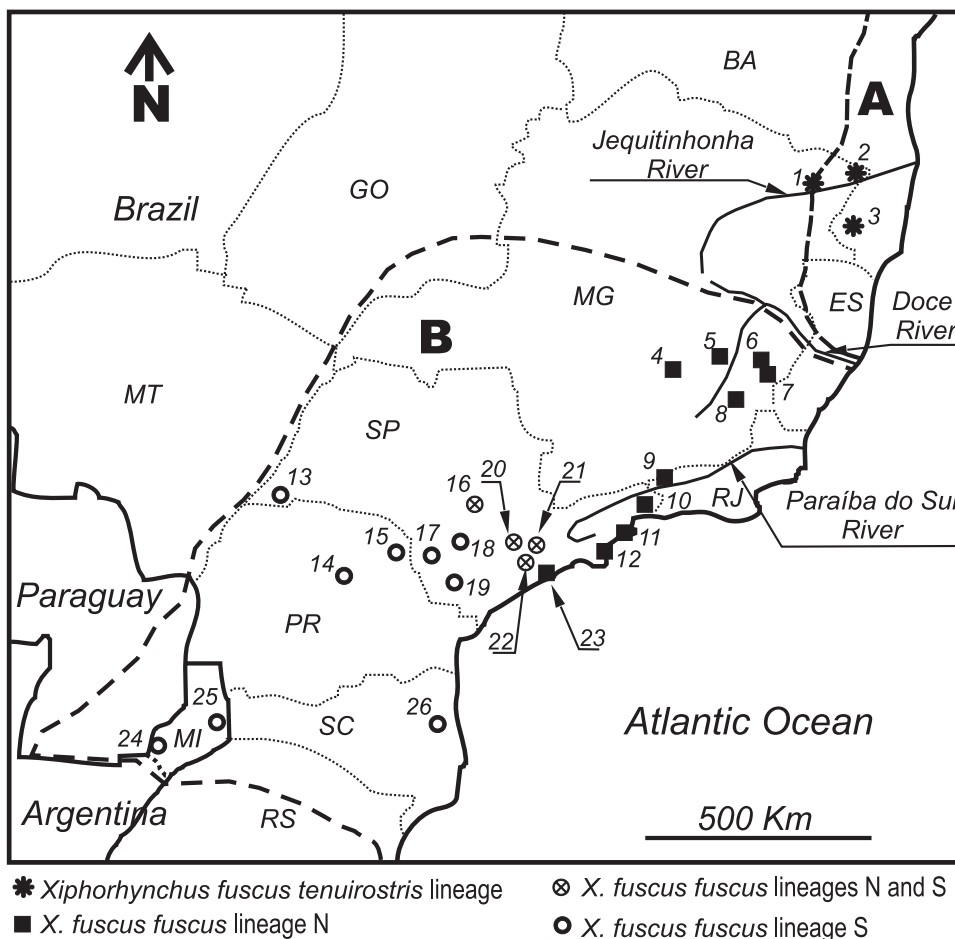 BA
A
N
Jequitinhonha
River
1
2
GO
Brazil
3
MG
ES
Doce
River
B
4
5
6
7
8
MT
SP
13
16
20
21
9
10
RJ
Paraíba do Sul
River
15
17
18
11
12
14
19
Paraguay
PR
22
23
25
SC
26
Atlantic Ocean
24
MI
Argentina
RS
500 Km
Xiphorhynchus fuscus tenuirostris lineage
X. fuscus fuscus lineages N and S
X. fuscus fuscus lineage N
X. fuscus fuscus lineage S